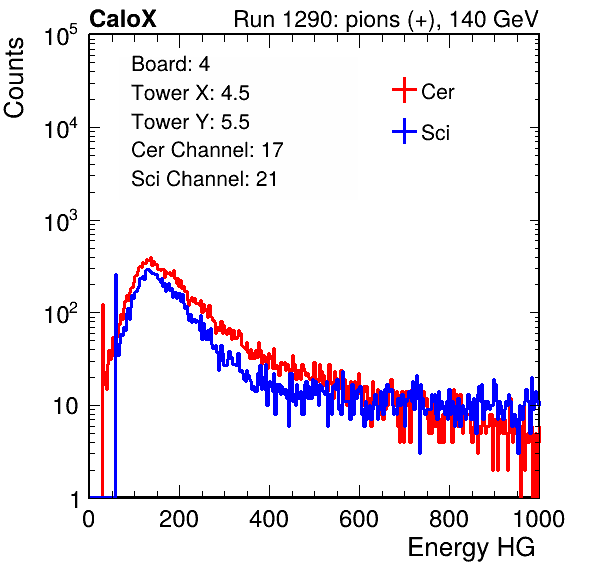 CaloX Run 1290: pions (+), 140 GeV
Counts
10^5
10^4
10^3
10^2
10
1
Board: 4
Tower X: 4.5
Tower Y: 5.5
Cer Channel: 17
Sci Channel: 21
Cer
Sci
0 200 400 600 800 1000
Energy HG